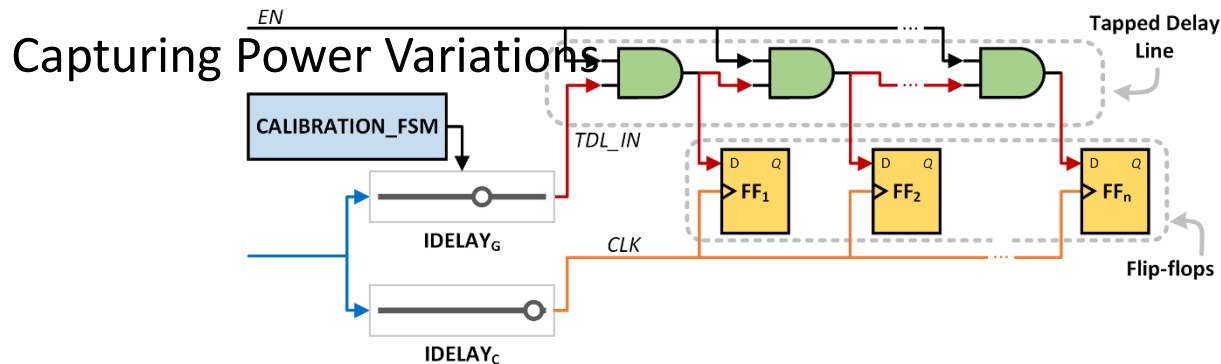 EN
Capturing Power Variations
Tapped Delay
Line
CALIBRATION_FSM
TDL_IN
D Q
FF1
D Q
FF2
D Q
FFn
IDELAYG
CLK
Flip-flops
IDELAYC
...
...
...